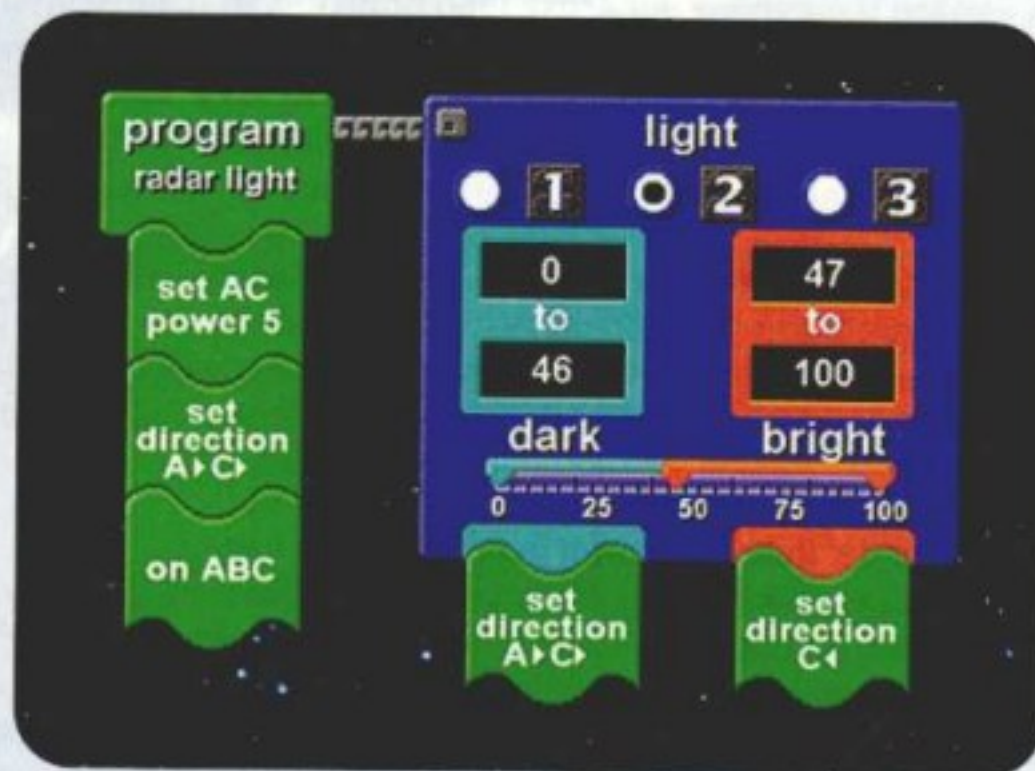 program
radar light
set AC
power 5
set
direction
A▸C▸
on ABC
light
1 2 3
0
to
46
47
to
100
dark bright
0 25 50 75 100
set
direction
A▸C▸
set
direction
C◂